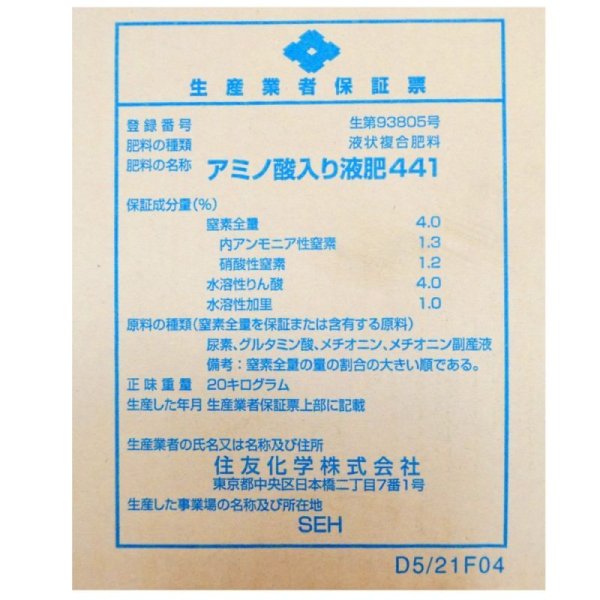 生産業者保証票
登録番号 生第93805号
肥料の種類 液状複合肥料
肥料の名称 アミノ酸入り液肥441
保証成分量(%)
窒素全量 4.0
内アンモニア性窒素 1.3
硝酸性窒素 1.2
水溶性りん酸 4.0
水溶性加里 1.0
原料の種類(窒素全量を保証または含有する原料)
尿素、グルタミン酸、メチオニン、メチオニン副産液
備考:窒素全量の量の割合の大きい順である。
正味重量 20キログラム
生産した年月 生産業者保証票上部に記載
生産業者の氏名又は名称及び住所
住友化学株式会社
東京都中央区日本橋二丁目7番1号
生産した事業場の名称及び所在地
SEH
D5/21F04